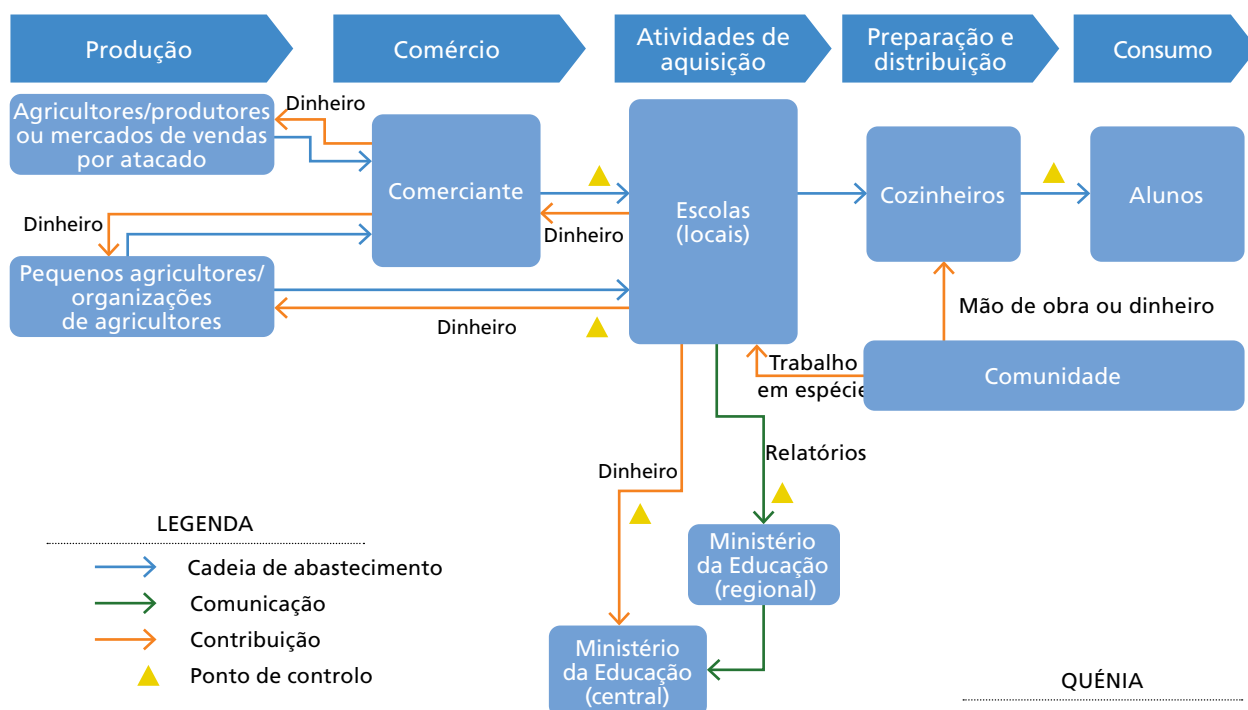 Produção
Comércio
Atividades de
aquisição
Preparação e
distribuição
Consumo
Agricultores/produtores
ou mercados de vendas
por atacado
Dinheiro
Comerciante
Escolas
(locais)
Cozinheiros
Alunos
Dinheiro
Dinheiro
Pequenos agricultores/
organizações
de agricultores
Dinheiro
Mão de obra ou dinheiro
Trabalho
em espécie
Comunidade
Relatórios
Dinheiro
Ministério
da Educação
(regional)
Ministério
da Educação
(central)
LEGENDA
Cadeia de abastecimento
Comunicação
Contribuição
Ponto de controlo
QUÉNIA